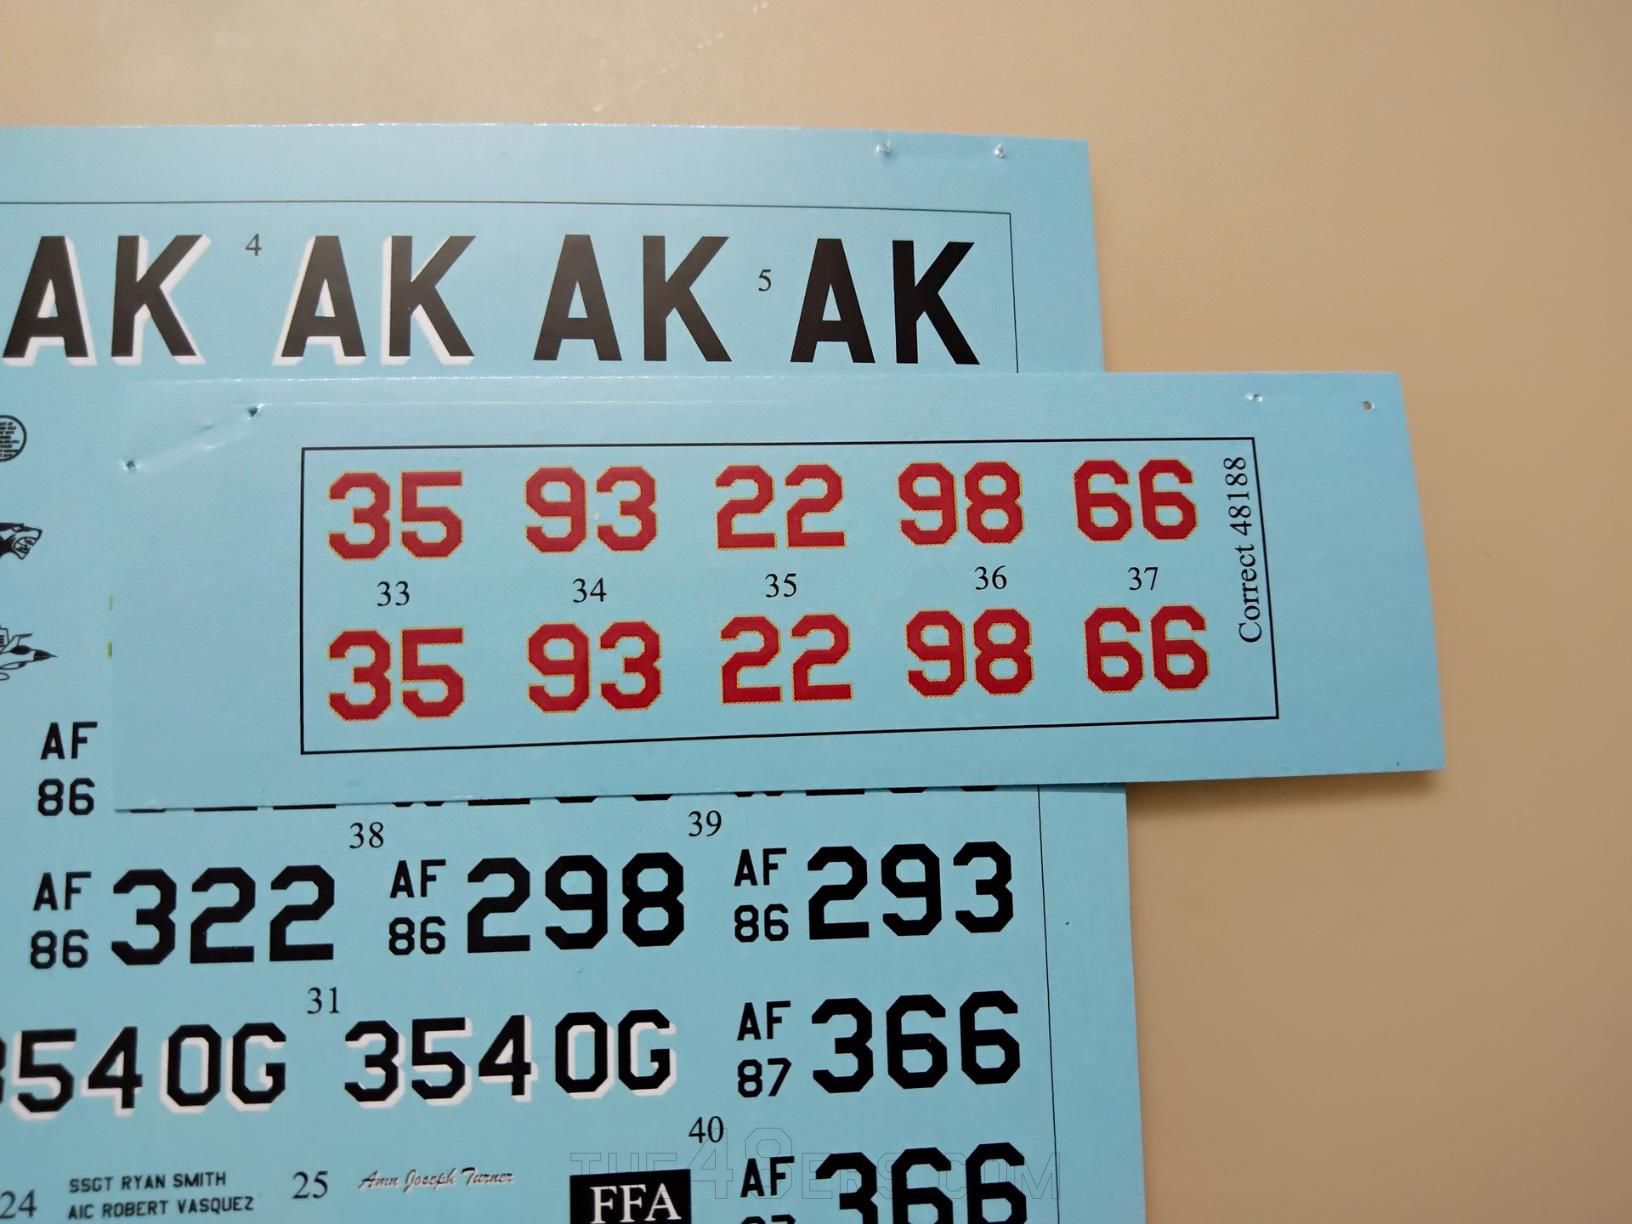 AK 4 AK AK 5 AK
35 93 22 98 66
33 34 35 36 37
35 93 22 98 66
Correct 48188
AF
86
38 39
AF 322 AF 298 AF 293
86 86 86
31
3540G 3540G AF 366
87
40
24 SSGT RYAN SMITH 25 Amn Joseph Turner
AIC ROBERT VASQUEZ
FFA AF 366
THE48ERS.COM